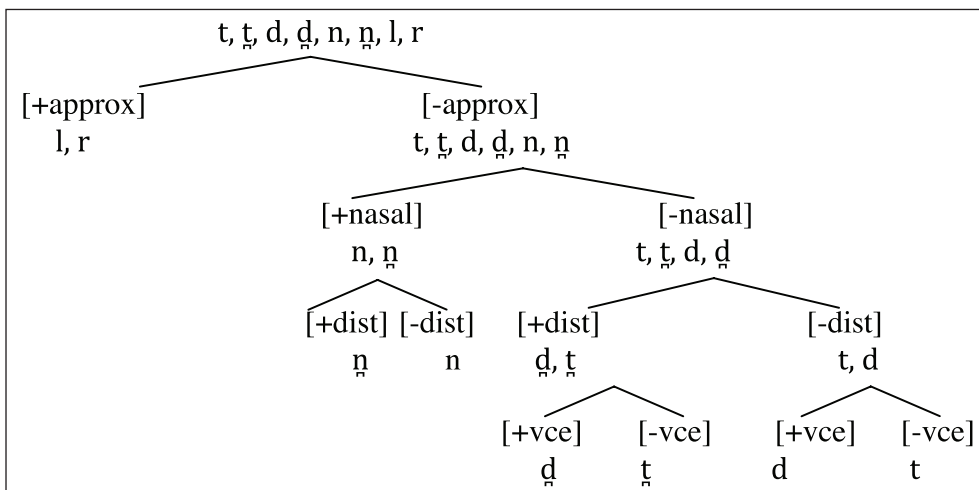 t, t̪, d, d̪, n, n̪, l, r
[+approx] [-approx]
l, r t, t̪, d, d̪, n, n̪
[+nasal] [-nasal]
n, n̪ t, t̪, d, d̪
[+dist] [-dist] [+dist] [-dist]
n̪ n d̪, t̪ t, d
[+vce] [-vce] [+vce] [-vce]
d̪ t̪ d t